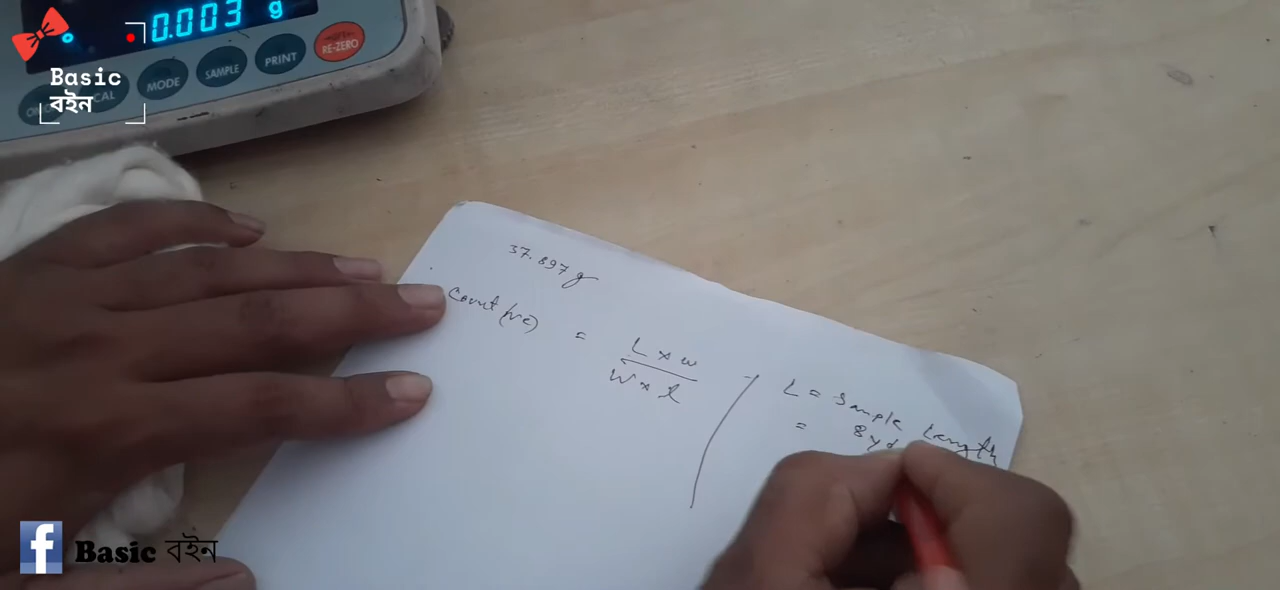 0.003 g
MODE
SAMPLE
PRINT
RE-ZERO
CAL
Basic
বইন
37.897 g
Count (Ne) = L × w
W × l
L = Sample Length
= 8 yd
Basic বইন